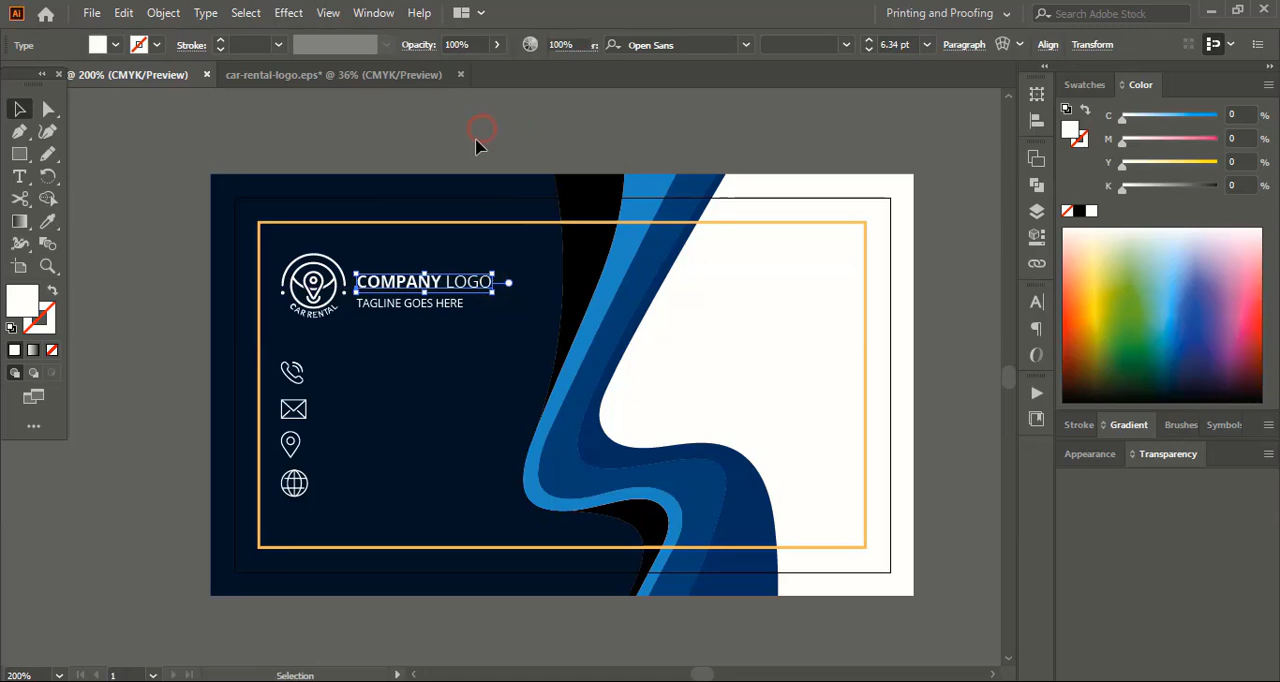 File Edit Object Type Select Effect View Window Help
Printing and Proofing
Search Adobe Stock
Type
Stroke:
Opacity: 100%
100%
Open Sans
6.34 pt
Paragraph
Align
Transform
@ 200% (CMYK/Preview)
car-rental-logo.eps* @ 36% (CMYK/Preview)
Swatches
Color
C 0 %
M 0 %
Y 0 %
K 0 %
COMPANY LOGO
TAGLINE GOES HERE
CAR RENTAL
Stroke
Gradient
Brushes
Symbols
Appearance
Transparency
200%
1
Selection